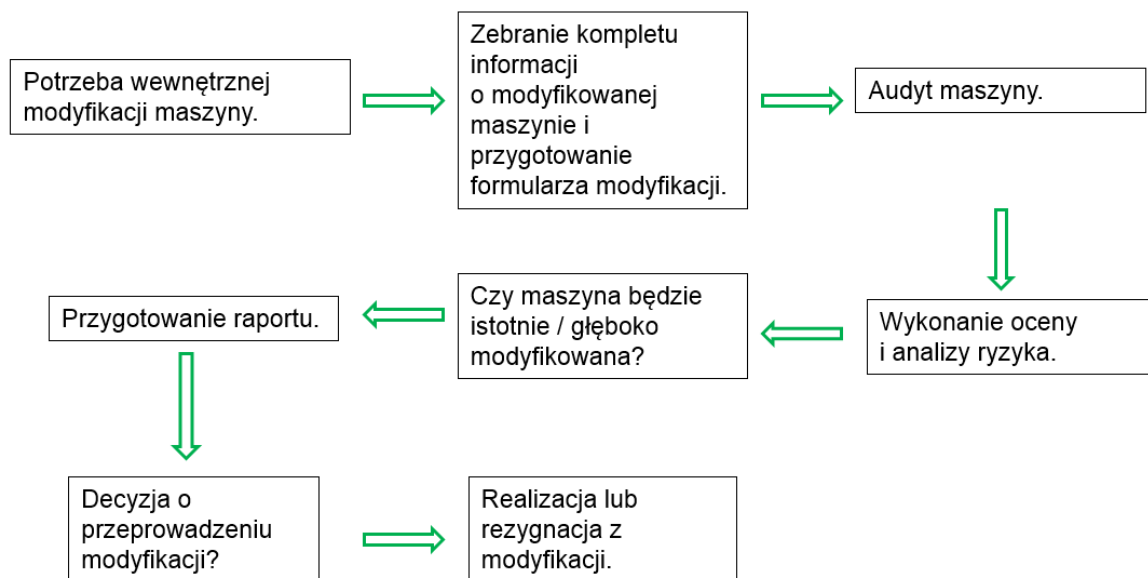 Potrzeba wewnętrznej
modyfikacji maszyny.
Zebranie kompletu
informacji
o modyfikowanej
maszynie i
przygotowanie
formularza modyfikacji.
Audyt maszyny.
Wykonanie oceny
i analizy ryzyka.
Czy maszyna będzie
istotnie / głęboko
modyfikowana?
Przygotowanie raportu.
Decyzja o
przeprowadzeniu
modyfikacji?
Realizacja lub
rezygnacja z
modyfikacji.